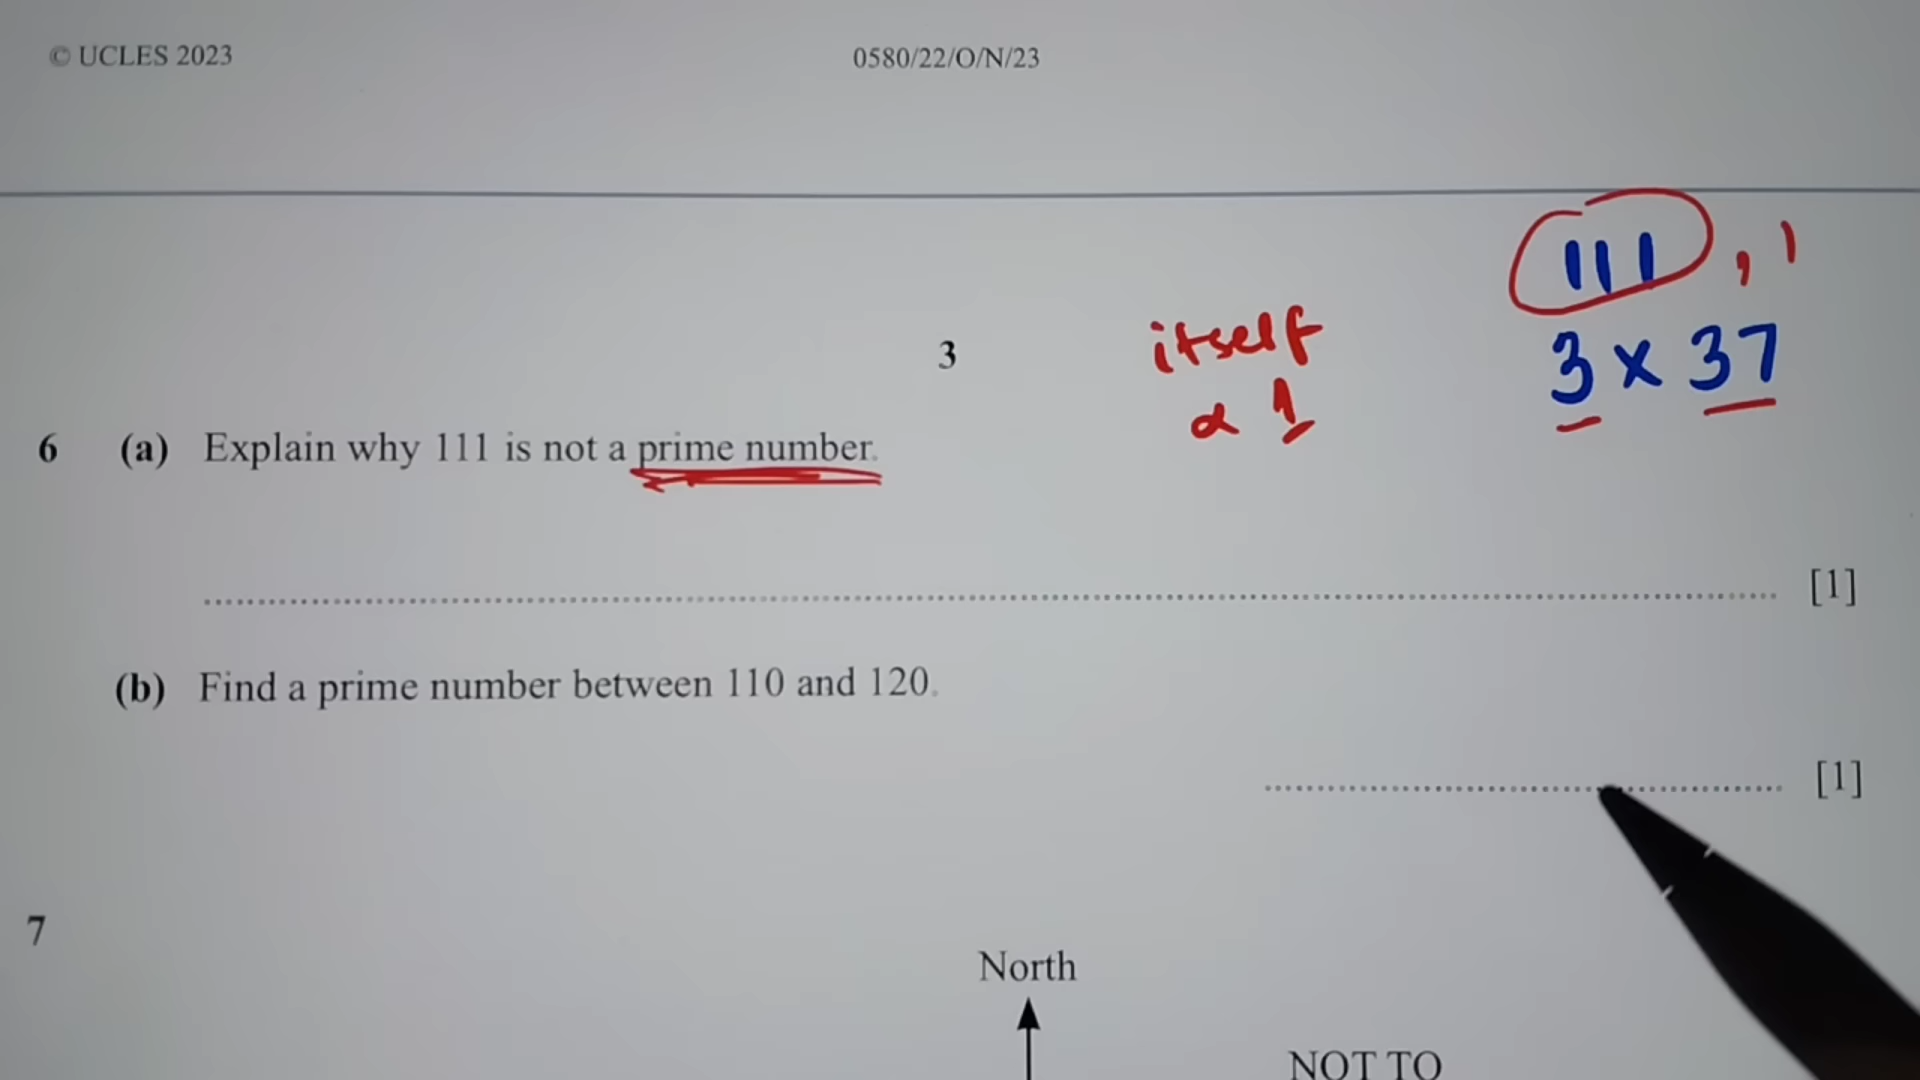 © UCLES 2023
0580/22/O/N/23
111 , 1
3 × 37
itself
& 1
3
6 (a) Explain why 111 is not a prime number.
[1]
(b) Find a prime number between 110 and 120.
[1]
7
North
NOT TO